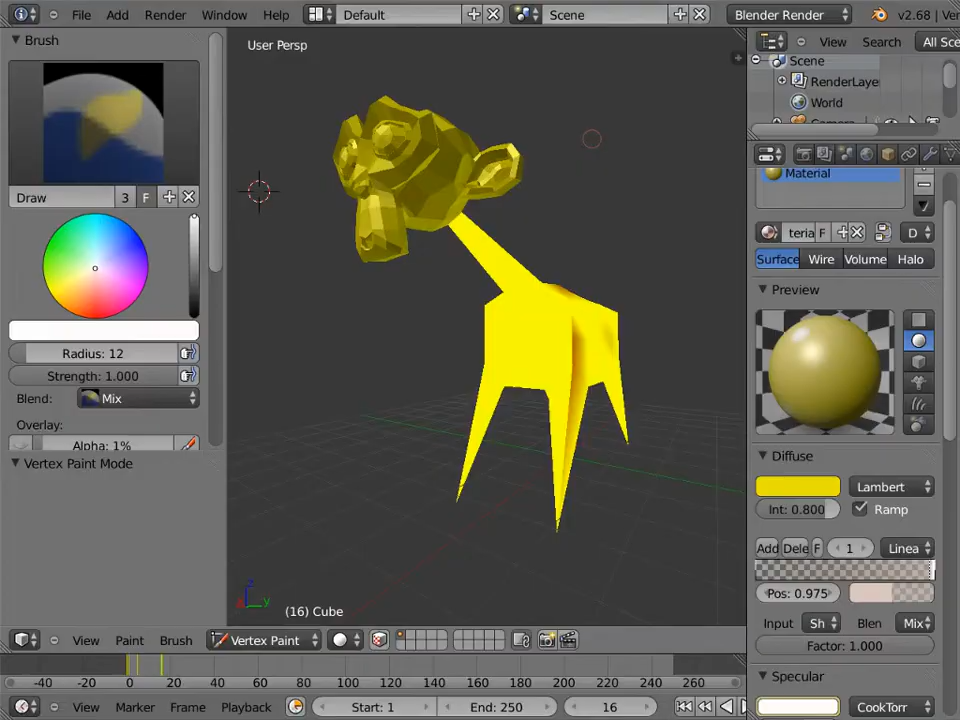 File Add Render Window Help Default Scene Blender Render v2.68
Brush
User Persp
View Search All Sce
Scene
RenderLaye
World
Material
Draw 3 F
teria F D
Surface Wire Volume Halo
Preview
Radius: 12
Strength: 1.000
Blend: Mix
Overlay:
Alpha: 1%
Vertex Paint Mode
Diffuse
Lambert
Int: 0.800 Ramp
Add Dele F 1 Linea
Pos: 0.975
Input Sh Blen Mix
Factor: 1.000
Specular
CookTorr
z
y
(16) Cube
View Paint Brush Vertex Paint
-40 -20 0 20 40 60 80 100 120 140 160 180 200 220 240 260
View Marker Frame Playback Start: 1 End: 250 16